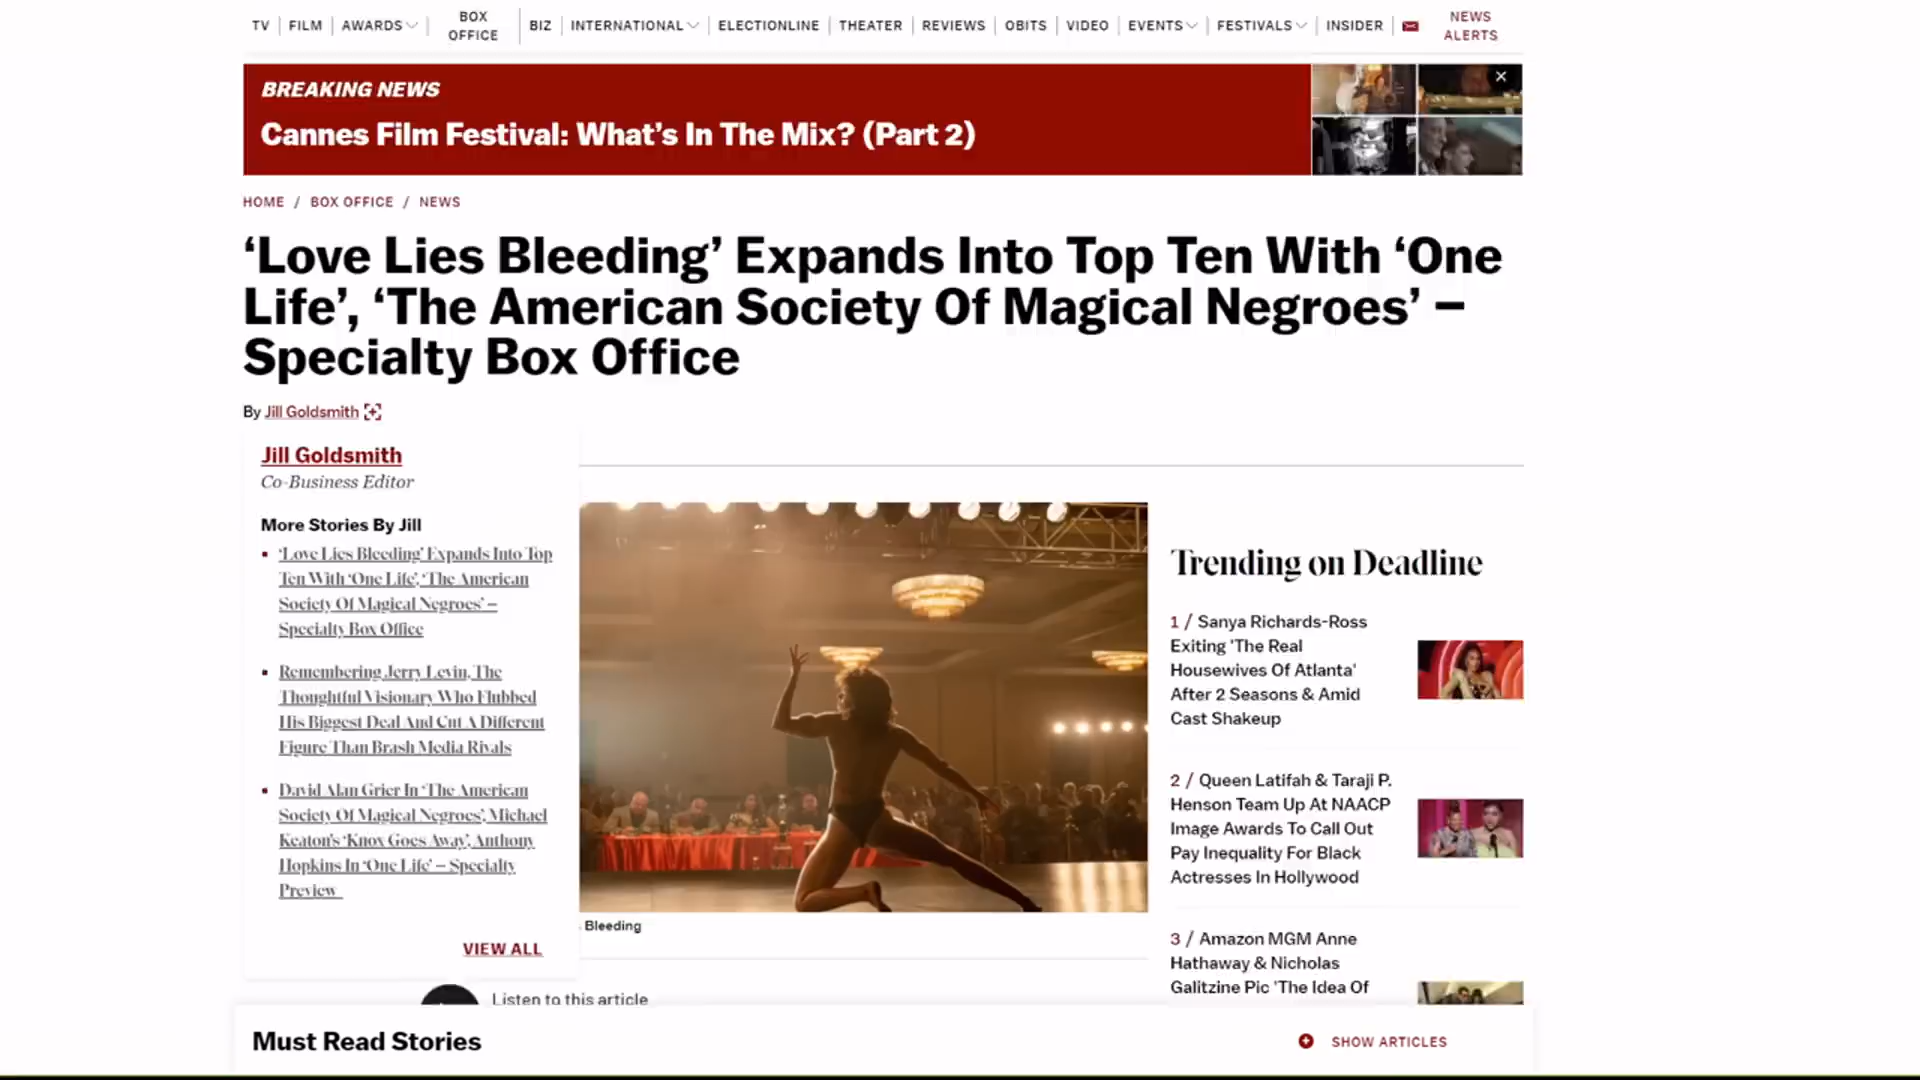 TV | FILM | AWARDS | BOX OFFICE | BIZ | INTERNATIONAL | ELECTIONLINE | THEATER | REVIEWS | OBITS | VIDEO | EVENTS | FESTIVALS | INSIDER | NEWS ALERTS
BREAKING NEWS
Cannes Film Festival: What's In The Mix? (Part 2)
HOME / BOX OFFICE / NEWS
‘Love Lies Bleeding’ Expands Into Top Ten With ‘One
Life’, ‘The American Society Of Magical Negroes’ –
Specialty Box Office
By Jill Goldsmith
Jill Goldsmith
Co-Business Editor
More Stories By Jill
‘Love Lies Bleeding’ Expands Into Top
Ten With ‘One Life’, ‘The American
Society Of Magical Negroes’ –
Specialty Box Office
Remembering Jerry Levin, The
Thoughtful Visionary Who Flubbed
His Biggest Deal And Cut A Different
Figure Than Brash Media Rivals
David Alan Grier In ‘The American
Society Of Magical Negroes’, Michael
Keaton's ‘Knox Goes Away’, Anthony
Hopkins In ‘One Life’ – Specialty
Preview
VIEW ALL
Bleeding
Listen to this article
Trending on Deadline
1 / Sanya Richards-Ross
Exiting 'The Real
Housewives Of Atlanta'
After 2 Seasons & Amid
Cast Shakeup
2 / Queen Latifah & Taraji P.
Henson Team Up At NAACP
Image Awards To Call Out
Pay Inequality For Black
Actresses In Hollywood
3 / Amazon MGM Anne
Hathaway & Nicholas
Galitzine Pic 'The Idea Of
Must Read Stories
SHOW ARTICLES